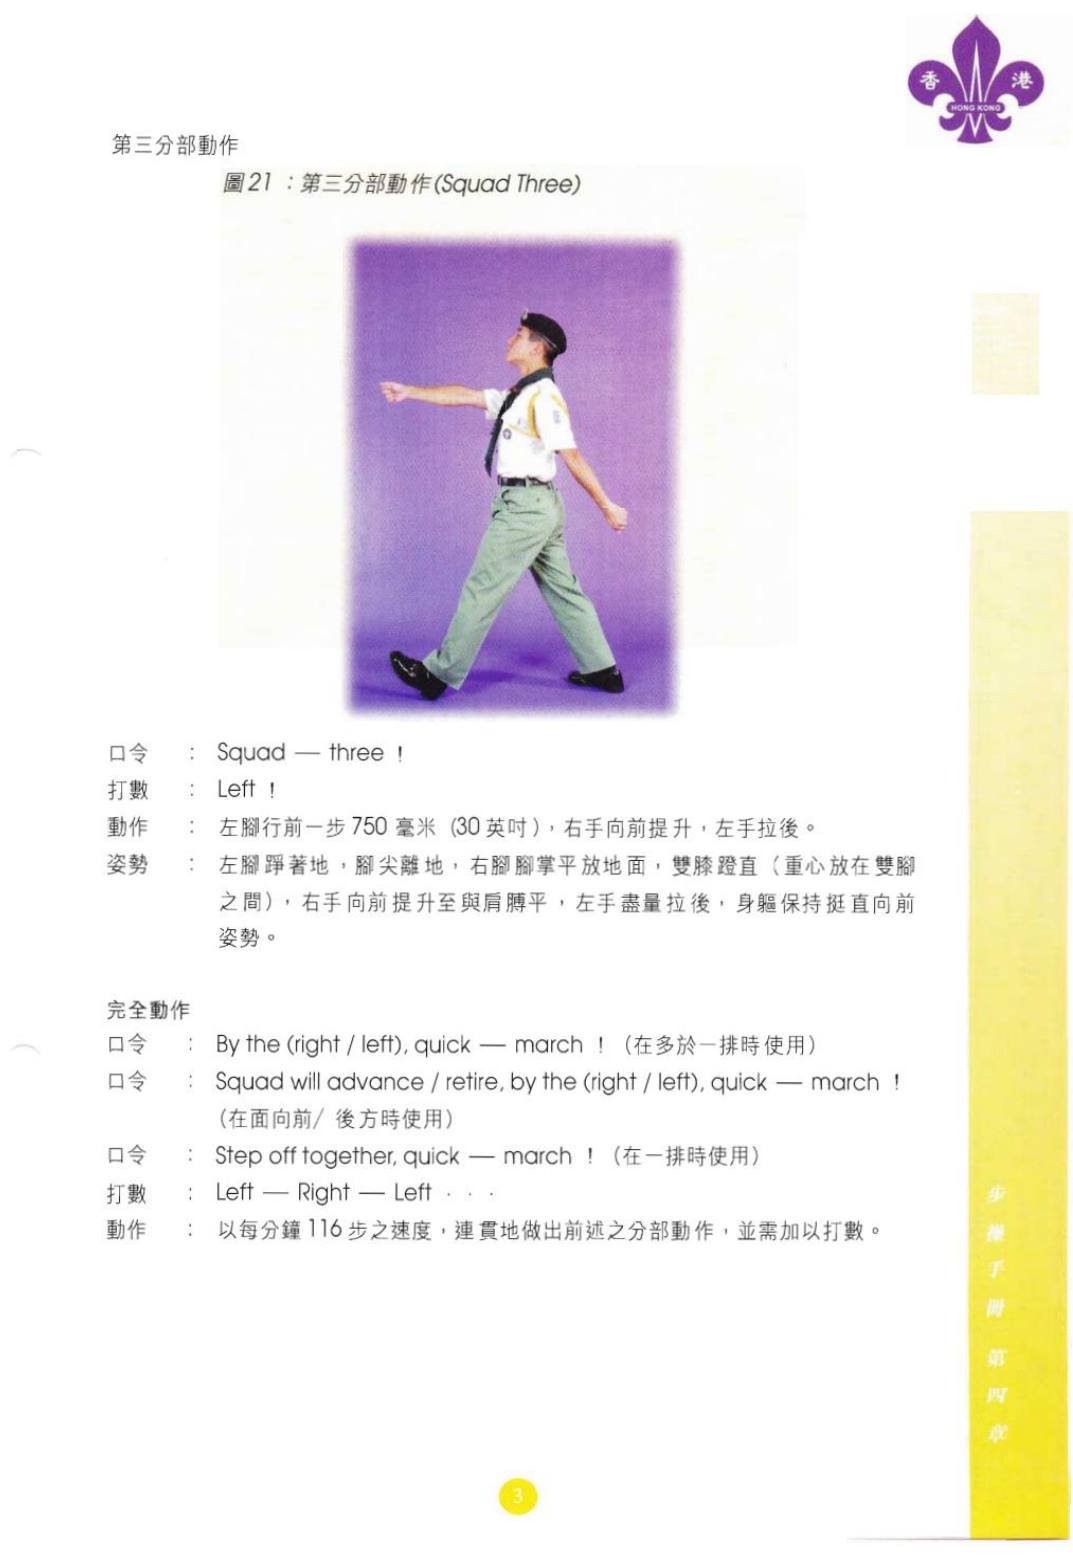 香 港
HONG KONG
第三分部動作
圖21 ：第三分部動作(Squad Three)
口令 ： Squad — three ！
打數 ： Left ！
動作 ： 左腳行前一步 750 毫米 (30 英吋)，右手向前提升，左手拉後。
姿勢 ： 左腳踭著地，腳尖離地，右腳腳掌平放地面，雙膝蹬直（重心放在雙腳
之間），右手向前提升至與肩膊平，左手盡量拉後，身軀保持挺直向前
姿勢。
完全動作
口令 ： By the (right / left), quick — march ！（在多於一排時使用）
口令 ： Squad will advance / retire, by the (right / left), quick — march ！
（在面向前/ 後方時使用）
口令 ： Step off together, quick — march ！（在一排時使用）
打數 ： Left — Right — Left · · ·
動作 ： 以每分鐘 116 步之速度，連貫地做出前述之分部動作，並需加以打數。
步操手冊 第四章
3